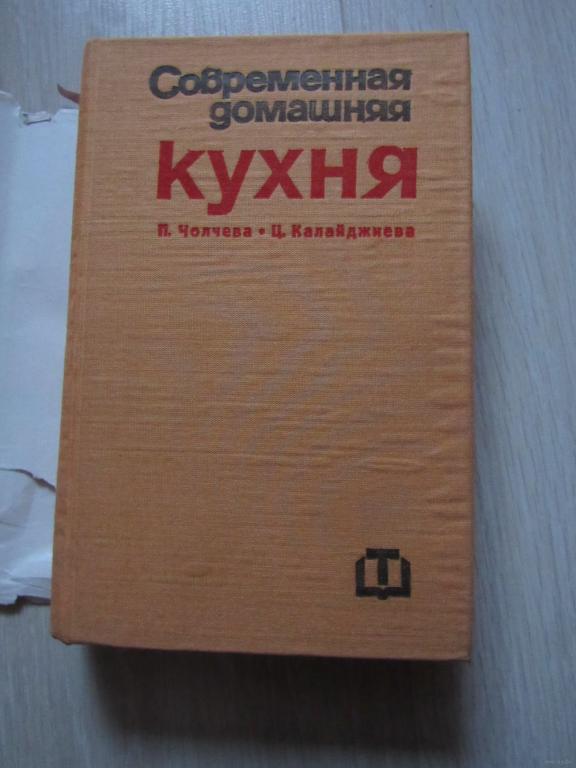 Современная
домашняя
кухня
П. Чолчева • Ц. Калайджиева
Т